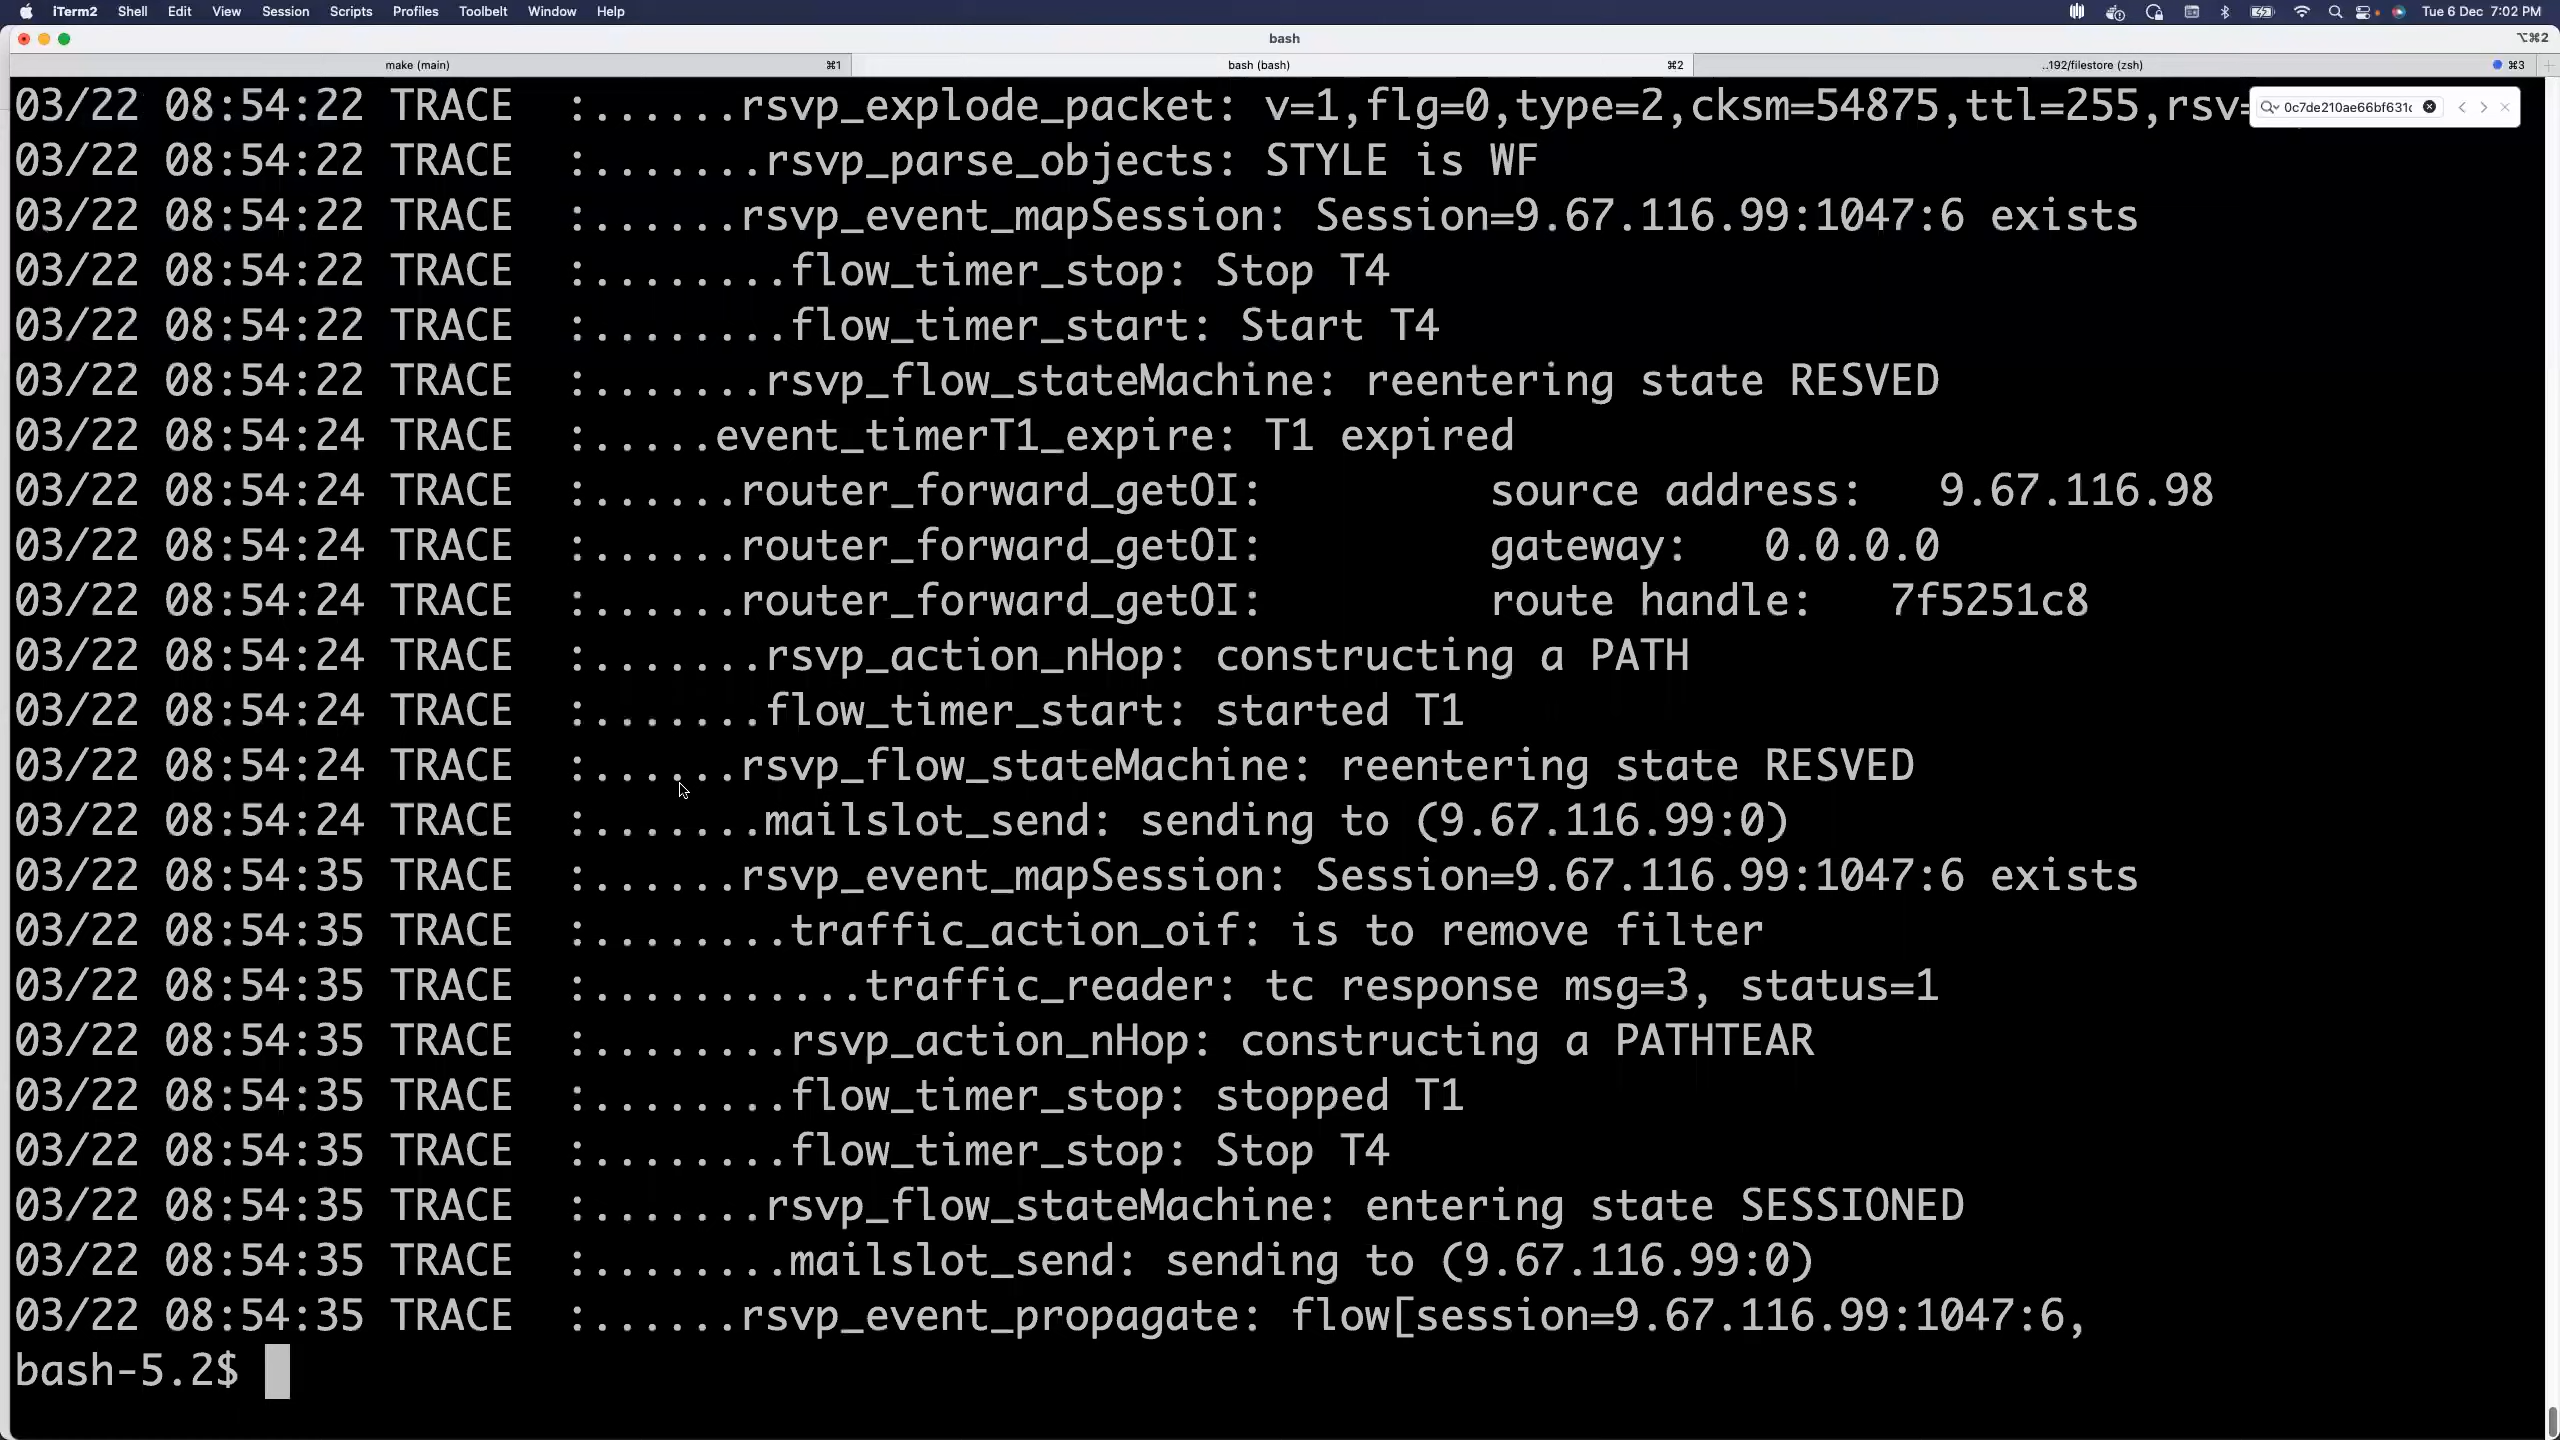 iTerm2 Shell Edit View Session Scripts Profiles Toolbelt Window Help Tue 6 Dec 7:02 PM
bash ⌥⌘2
make (main) ⌘1 bash (bash) ⌘2 ..192/filestore (zsh) ⌘3
03/22 08:54:22 TRACE  :......rsvp_explode_packet: v=1,flg=0,type=2,cksm=54875,ttl=255,rsv=
0c7de210ae66bf631
03/22 08:54:22 TRACE  :.......rsvp_parse_objects: STYLE is WF
03/22 08:54:22 TRACE  :......rsvp_event_mapSession: Session=9.67.116.99:1047:6 exists
03/22 08:54:22 TRACE  :........flow_timer_stop: Stop T4
03/22 08:54:22 TRACE  :........flow_timer_start: Start T4
03/22 08:54:22 TRACE  :.......rsvp_flow_stateMachine: reentering state RESVED
03/22 08:54:24 TRACE  :.....event_timerT1_expire: T1 expired
03/22 08:54:24 TRACE  :......router_forward_getOI:         source address:   9.67.116.98
03/22 08:54:24 TRACE  :......router_forward_getOI:         gateway:   0.0.0.0
03/22 08:54:24 TRACE  :......router_forward_getOI:         route handle:   7f5251c8
03/22 08:54:24 TRACE  :.......rsvp_action_nHop: constructing a PATH
03/22 08:54:24 TRACE  :.......flow_timer_start: started T1
03/22 08:54:24 TRACE  :......rsvp_flow_stateMachine: reentering state RESVED
03/22 08:54:24 TRACE  :.......mailslot_send: sending to (9.67.116.99:0)
03/22 08:54:35 TRACE  :......rsvp_event_mapSession: Session=9.67.116.99:1047:6 exists
03/22 08:54:35 TRACE  :........traffic_action_oif: is to remove filter
03/22 08:54:35 TRACE  :...........traffic_reader: tc response msg=3, status=1
03/22 08:54:35 TRACE  :........rsvp_action_nHop: constructing a PATHTEAR
03/22 08:54:35 TRACE  :........flow_timer_stop: stopped T1
03/22 08:54:35 TRACE  :........flow_timer_stop: Stop T4
03/22 08:54:35 TRACE  :.......rsvp_flow_stateMachine: entering state SESSIONED
03/22 08:54:35 TRACE  :........mailslot_send: sending to (9.67.116.99:0)
03/22 08:54:35 TRACE  :......rsvp_event_propagate: flow[session=9.67.116.99:1047:6,
bash-5.2$